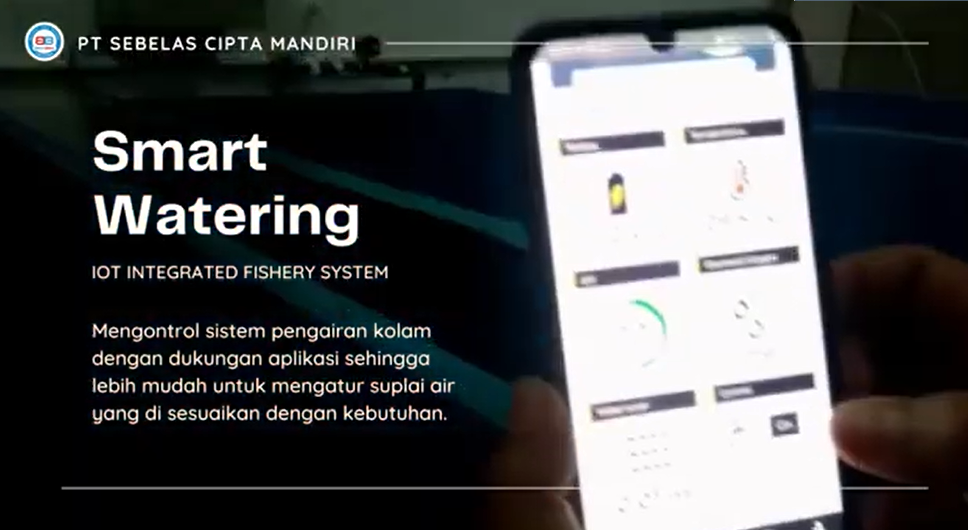 PT SEBELAS CIPTA MANDIRI
Smart
Watering
IOT INTEGRATED FISHERY SYSTEM
Mengontrol sistem pengairan kolam
dengan dukungan aplikasi sehingga
lebih mudah untuk mengatur suplai air
yang di sesuaikan dengan kebutuhan.